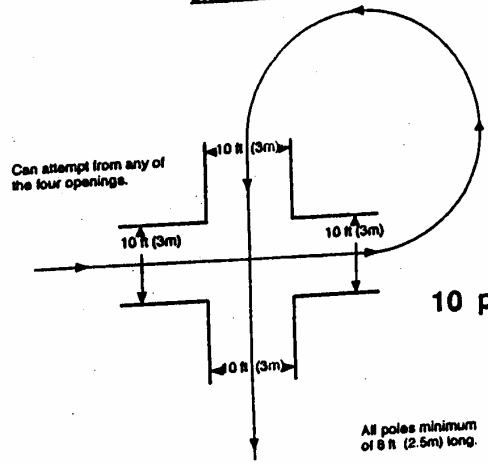 10 ft (3m)
Can attempt from any of
the four openings.
10 ft (3m)
10 ft (3m)
10 p
10 ft (3m)
All poles minimum
of 8 ft (2.5m) long.